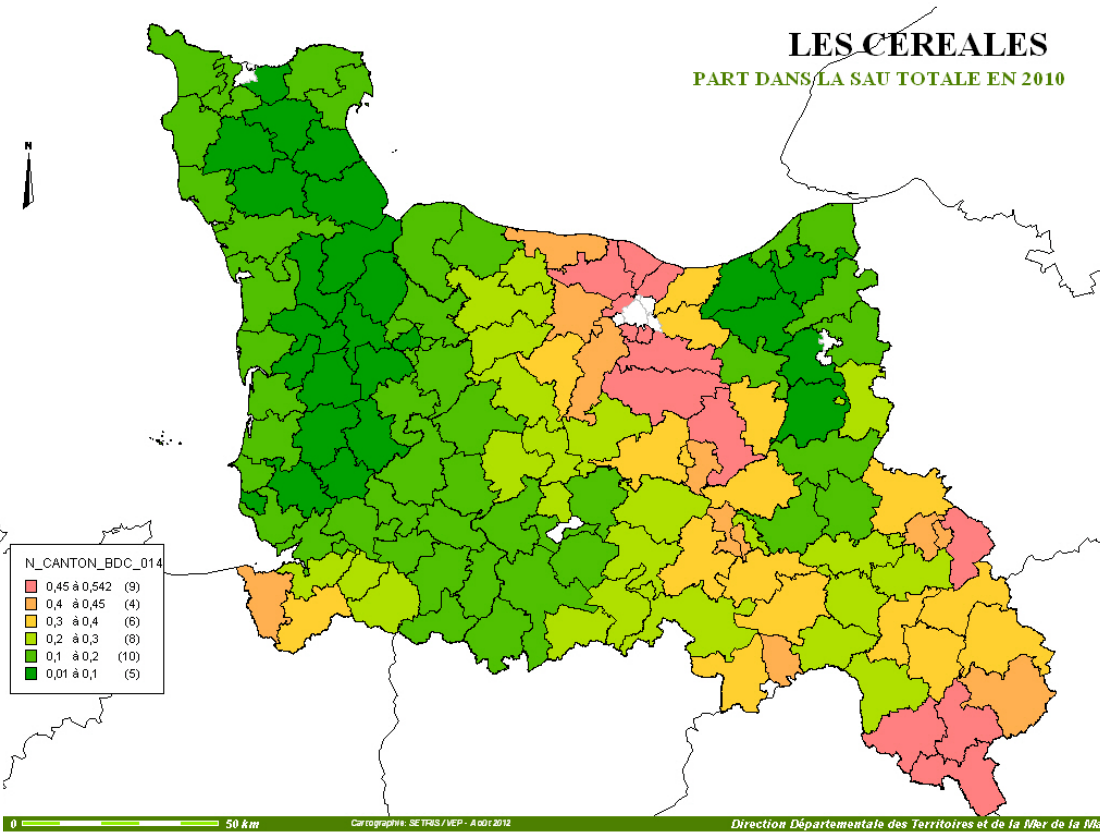 LES CEREALES
PART DANS LA SAU TOTALE EN 2010
N
N_CANTON_BDC_014
0,45 à 0,542 (9)
0,4 à 0,45 (4)
0,3 à 0,4 (6)
0,2 à 0,3 (8)
0,1 à 0,2 (10)
0,01 à 0,1 (5)
0 50 km Cartographie: SETRIS / VEP - Août 2012 Direction Départementale des Territoires et de la Mer de la Ma